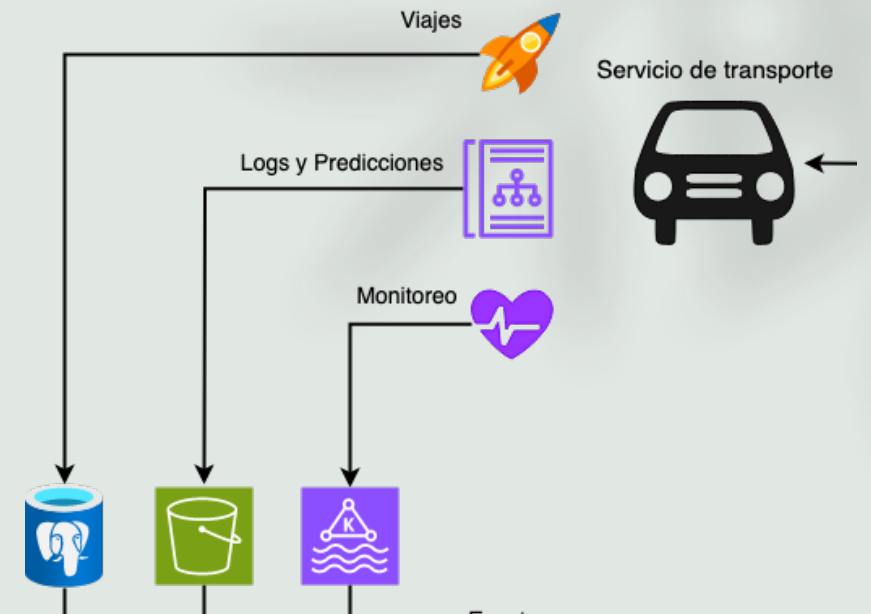 Viajes
Servicio de transporte
Logs y Predicciones
Monitoreo
K